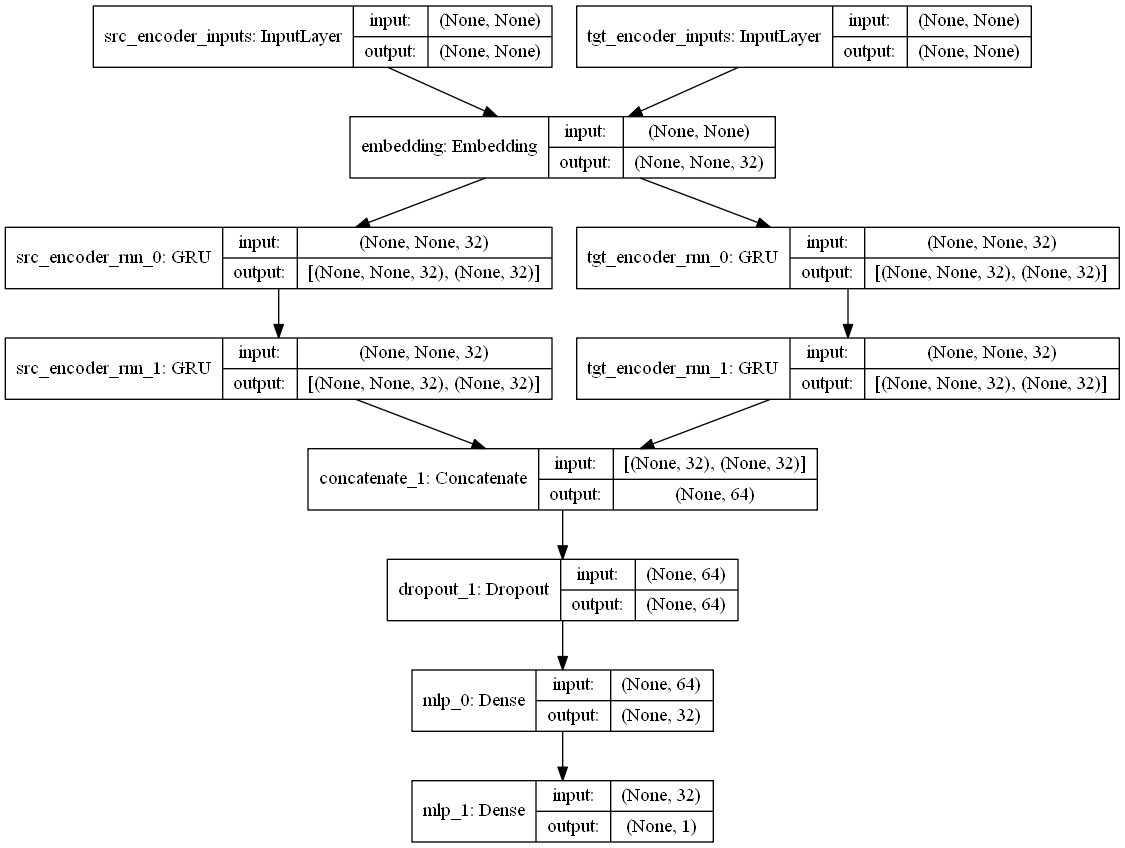 src_encoder_inputs: InputLayer
input: (None, None)
output: (None, None)
tgt_encoder_inputs: InputLayer
input: (None, None)
output: (None, None)
embedding: Embedding
input: (None, None)
output: (None, None, 32)
src_encoder_rnn_0: GRU
input: (None, None, 32)
output: [(None, None, 32), (None, 32)]
tgt_encoder_rnn_0: GRU
input: (None, None, 32)
output: [(None, None, 32), (None, 32)]
src_encoder_rnn_1: GRU
input: (None, None, 32)
output: [(None, None, 32), (None, 32)]
tgt_encoder_rnn_1: GRU
input: (None, None, 32)
output: [(None, None, 32), (None, 32)]
concatenate_1: Concatenate
input: [(None, 32), (None, 32)]
output: (None, 64)
dropout_1: Dropout
input: (None, 64)
output: (None, 64)
mlp_0: Dense
input: (None, 64)
output: (None, 32)
mlp_1: Dense
input: (None, 32)
output: (None, 1)